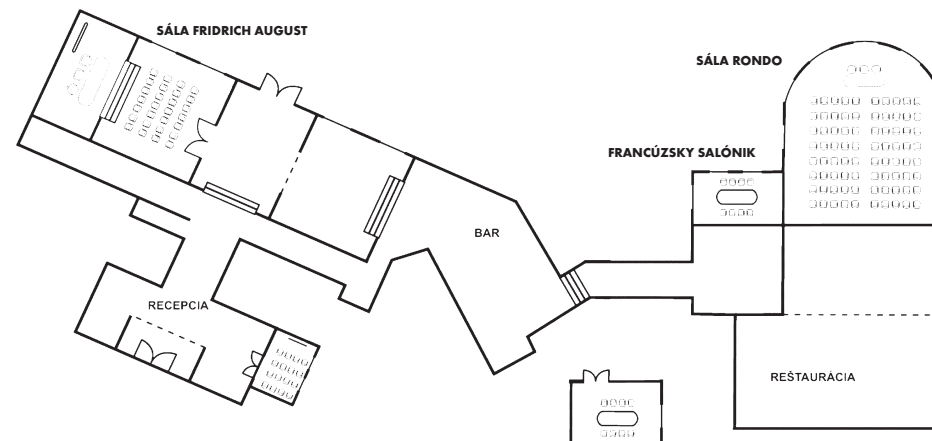 SÁLA FRIDRICH AUGUST
SÁLA RONDO
FRANCÚZSKY SALÓNIK
BAR
RECEPCIA
REŠTAURÁCIA